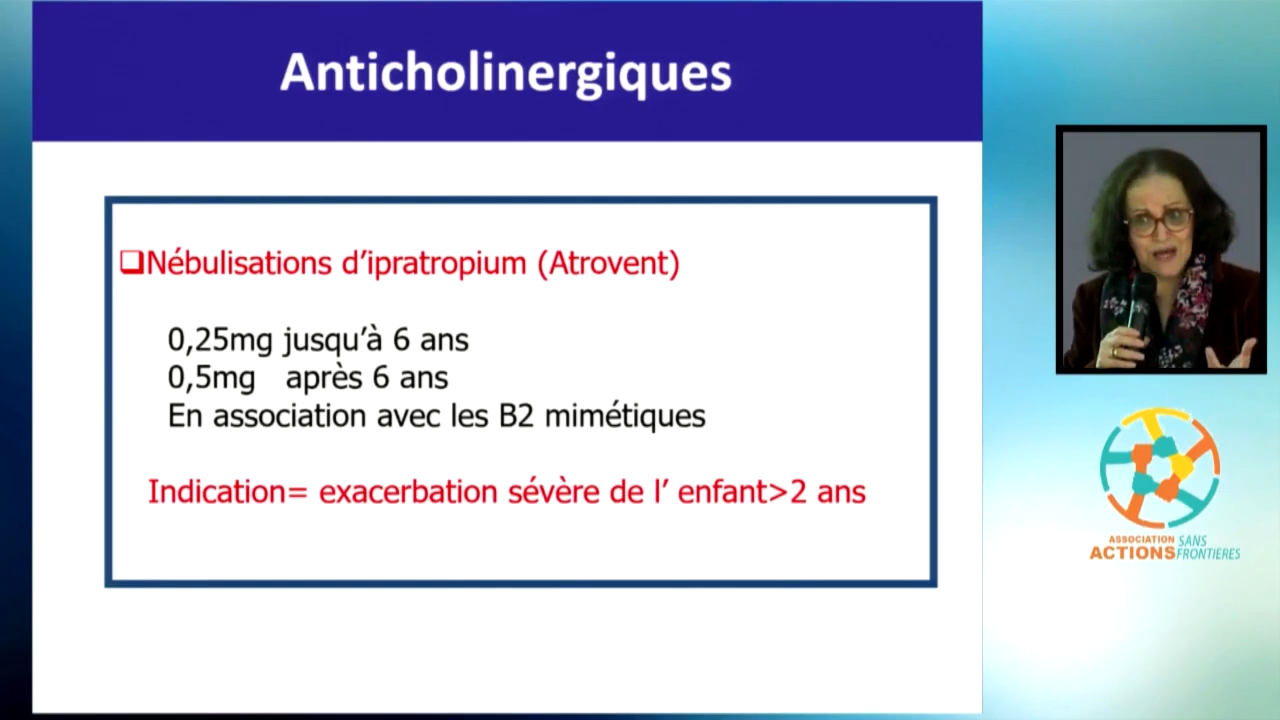 Anticholinergiques
❑Nébulisations d’ipratropium (Atrovent)
0,25mg jusqu’à 6 ans
0,5mg après 6 ans
En association avec les B2 mimétiques
Indication= exacerbation sévère de l’ enfant>2 ans
ASSOCIATION SANS
ACTIONS FRONTIERES